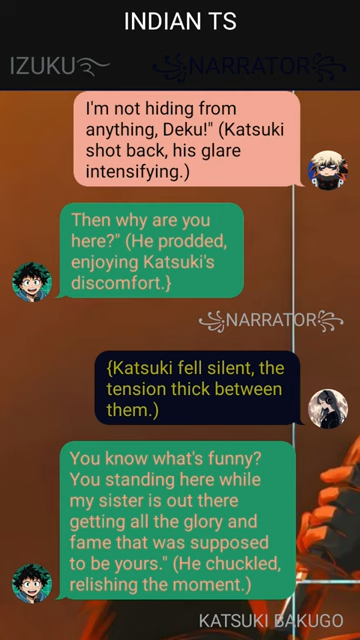 INDIAN TS
IZUKU࿐ ꧁NARRATOR꧂
I'm not hiding from
anything, Deku!" (Katsuki
shot back, his glare
intensifying.)
Then why are you
here?" (He prodded,
enjoying Katsuki's
discomfort.}
꧁NARRATOR꧂
{Katsuki fell silent, the
tension thick between
them.)
You know what's funny?
You standing here while
my sister is out there
getting all the glory and
fame that was supposed
to be yours." (He chuckled,
relishing the moment.)
KATSUKI BAKUGO